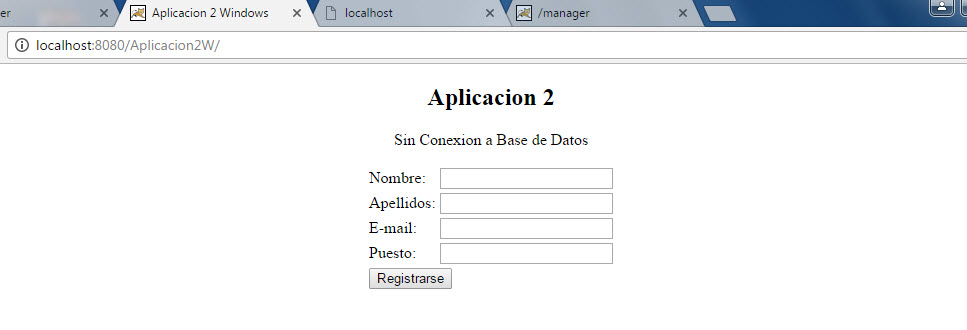 er Aplicacion 2 Windows localhost /manager
localhost:8080/Aplicacion2W/
Aplicacion 2
Sin Conexion a Base de Datos
Nombre:
Apellidos:
E-mail:
Puesto:
Registrarse